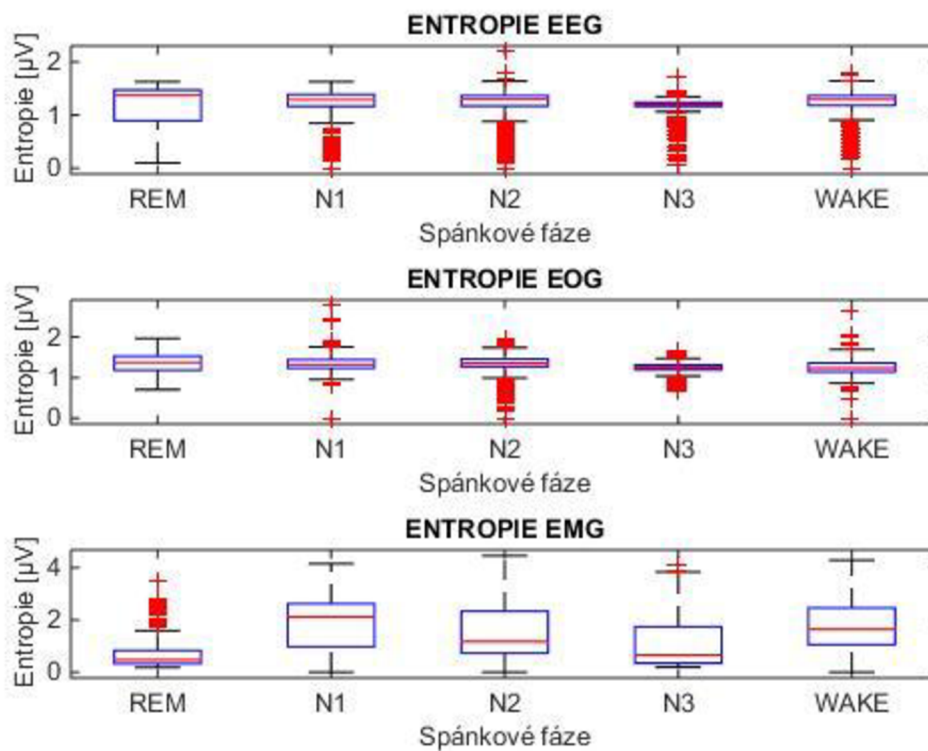 ENTROPIE EEG
Entropie [µV]
2
1
0
REM N1 N2 N3 WAKE
Spánkové fáze
ENTROPIE EOG
Entropie [µV]
2
1
0
REM N1 N2 N3 WAKE
Spánkové fáze
ENTROPIE EMG
Entropie [µV]
4
2
0
REM N1 N2 N3 WAKE
Spánkové fáze